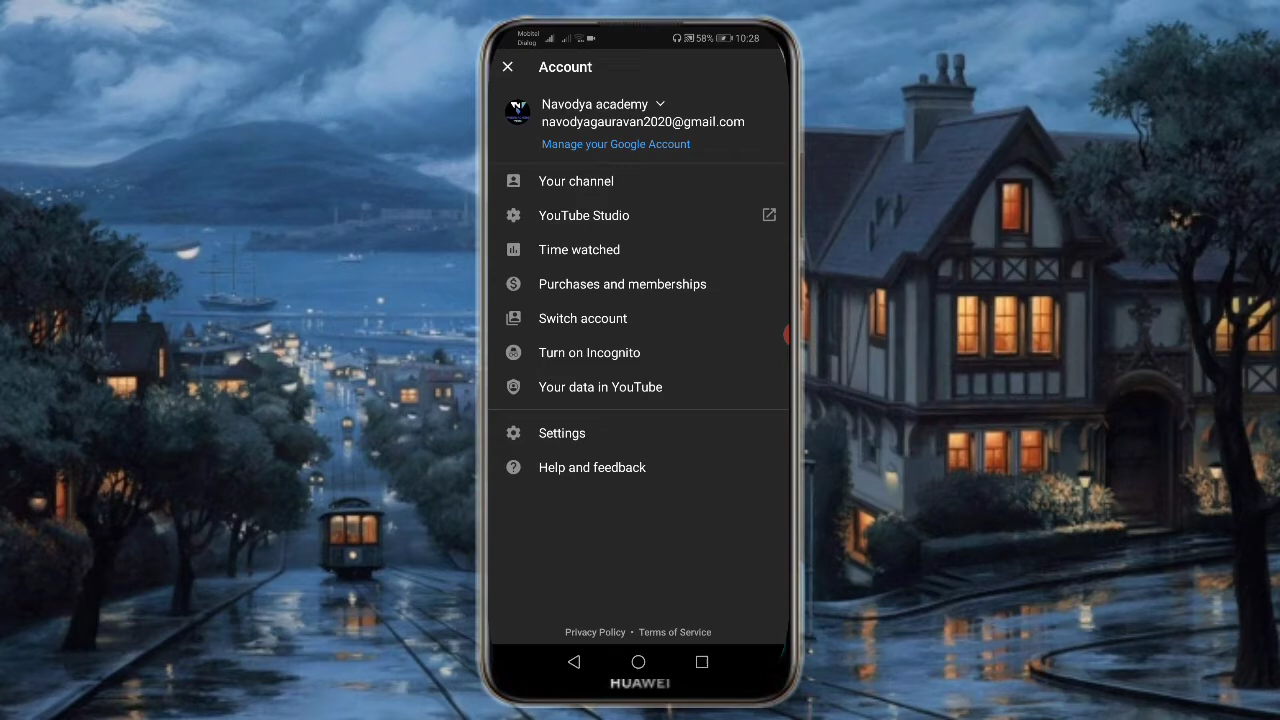 Mobitel
Dialog
58%
10:28
Account
Navodya academy
navodyagauravan2020@gmail.com
Manage your Google Account
Your channel
YouTube Studio
Time watched
Purchases and memberships
Switch account
Turn on Incognito
Your data in YouTube
Settings
Help and feedback
Privacy Policy • Terms of Service
HUAWEI